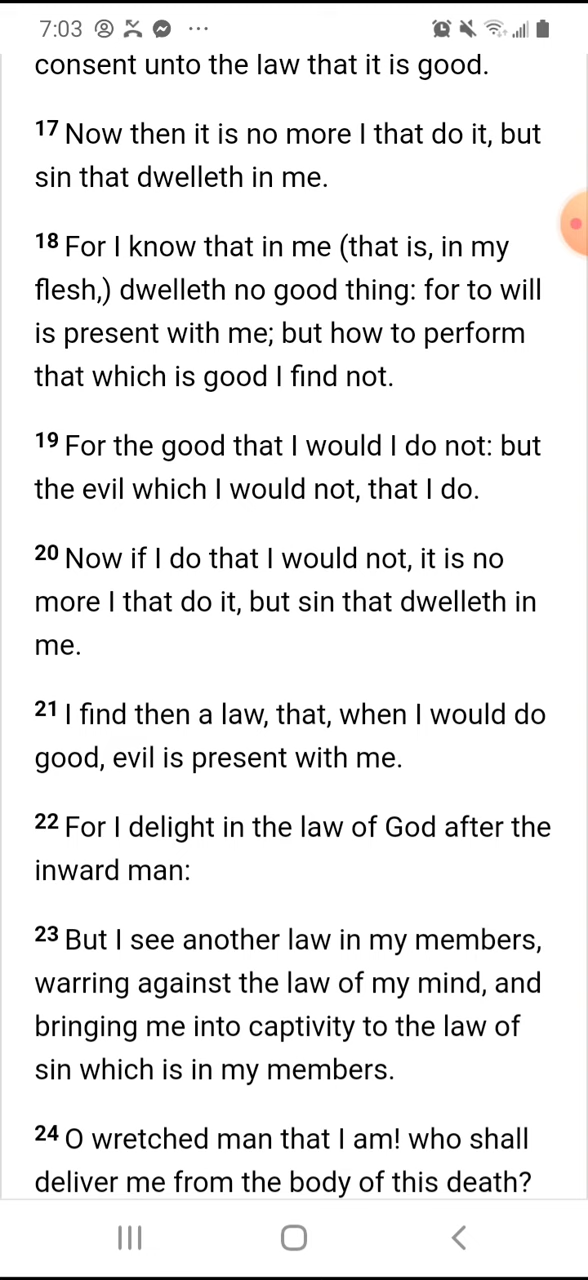 7:03
consent unto the law that it is good.
17 Now then it is no more I that do it, but
sin that dwelleth in me.
18 For I know that in me (that is, in my
flesh,) dwelleth no good thing: for to will
is present with me; but how to perform
that which is good I find not.
19 For the good that I would I do not: but
the evil which I would not, that I do.
20 Now if I do that I would not, it is no
more I that do it, but sin that dwelleth in
me.
21 I find then a law, that, when I would do
good, evil is present with me.
22 For I delight in the law of God after the
inward man:
23 But I see another law in my members,
warring against the law of my mind, and
bringing me into captivity to the law of
sin which is in my members.
24 O wretched man that I am! who shall
deliver me from the body of this death?